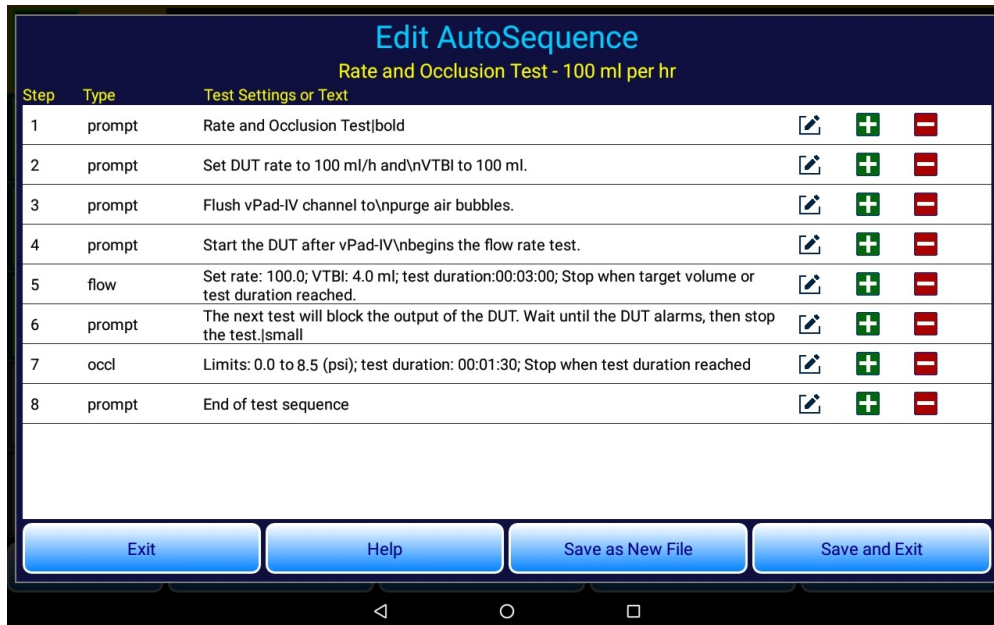 Edit AutoSequence
Rate and Occlusion Test - 100 ml per hr
Step Type Test Settings or Text
1 prompt Rate and Occlusion Test|bold
2 prompt Set DUT rate to 100 ml/h and\nVTBI to 100 ml.
3 prompt Flush vPad-IV channel to\npurge air bubbles.
4 prompt Start the DUT after vPad-IV\nbegins the flow rate test.
5 flow Set rate: 100.0; VTBI: 4.0 ml; test duration:00:03:00; Stop when target volume or
test duration reached.
6 prompt The next test will block the output of the DUT. Wait until the DUT alarms, then stop
the test.|small
7 occl Limits: 0.0 to 8.5 (psi); test duration: 00:01:30; Stop when test duration reached
8 prompt End of test sequence
Exit Help Save as New File Save and Exit